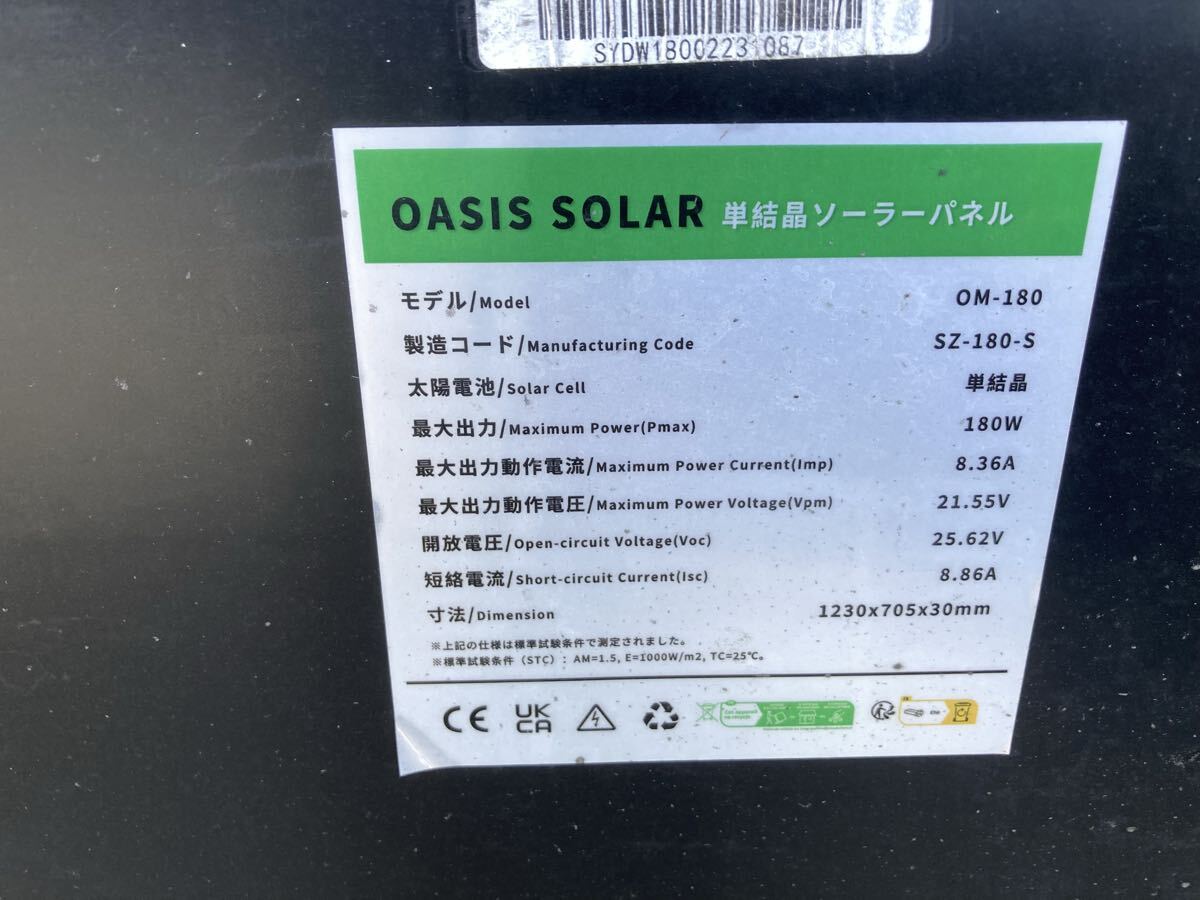 SYDW18002231087
OASIS SOLAR 単結晶ソーラーパネル
モデル/Model OM-180
製造コード/Manufacturing Code SZ-180-S
太陽電池/Solar Cell 単結晶
最大出力/Maximum Power(Pmax) 180W
最大出力動作電流/Maximum Power Current(Imp) 8.36A
最大出力動作電圧/Maximum Power Voltage(Vpm) 21.55V
開放電圧/Open-circuit Voltage(Voc) 25.62V
短絡電流/Short-circuit Current(Isc) 8.86A
寸法/Dimension 1230x705x30mm
※上記の仕様は標準試験条件で測定されました。
※標準試験条件（STC）: AM=1.5, E=1000W/m2, TC=25℃。
CE UK CA